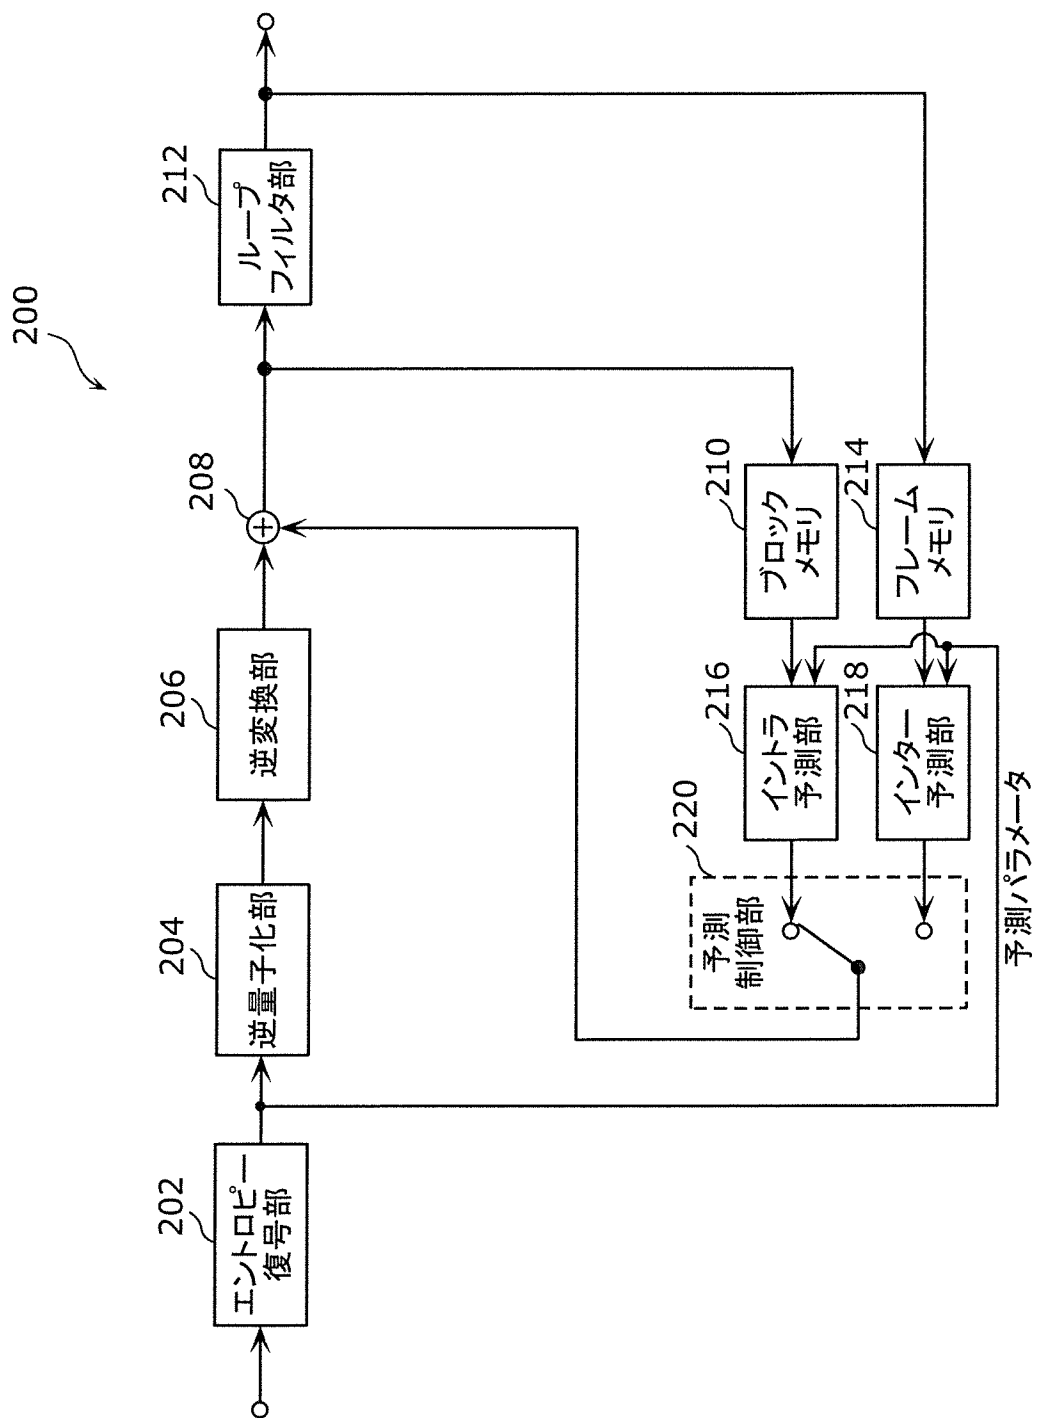 200
202
エントロピー
復号部
204
逆量子化部
206
逆変換部
208
212
ループ
フィルタ部
220
予測
制御部
216
イントラ
予測部
210
ブロック
メモリ
218
インター
予測部
214
フレーム
メモリ
予測パラメータ